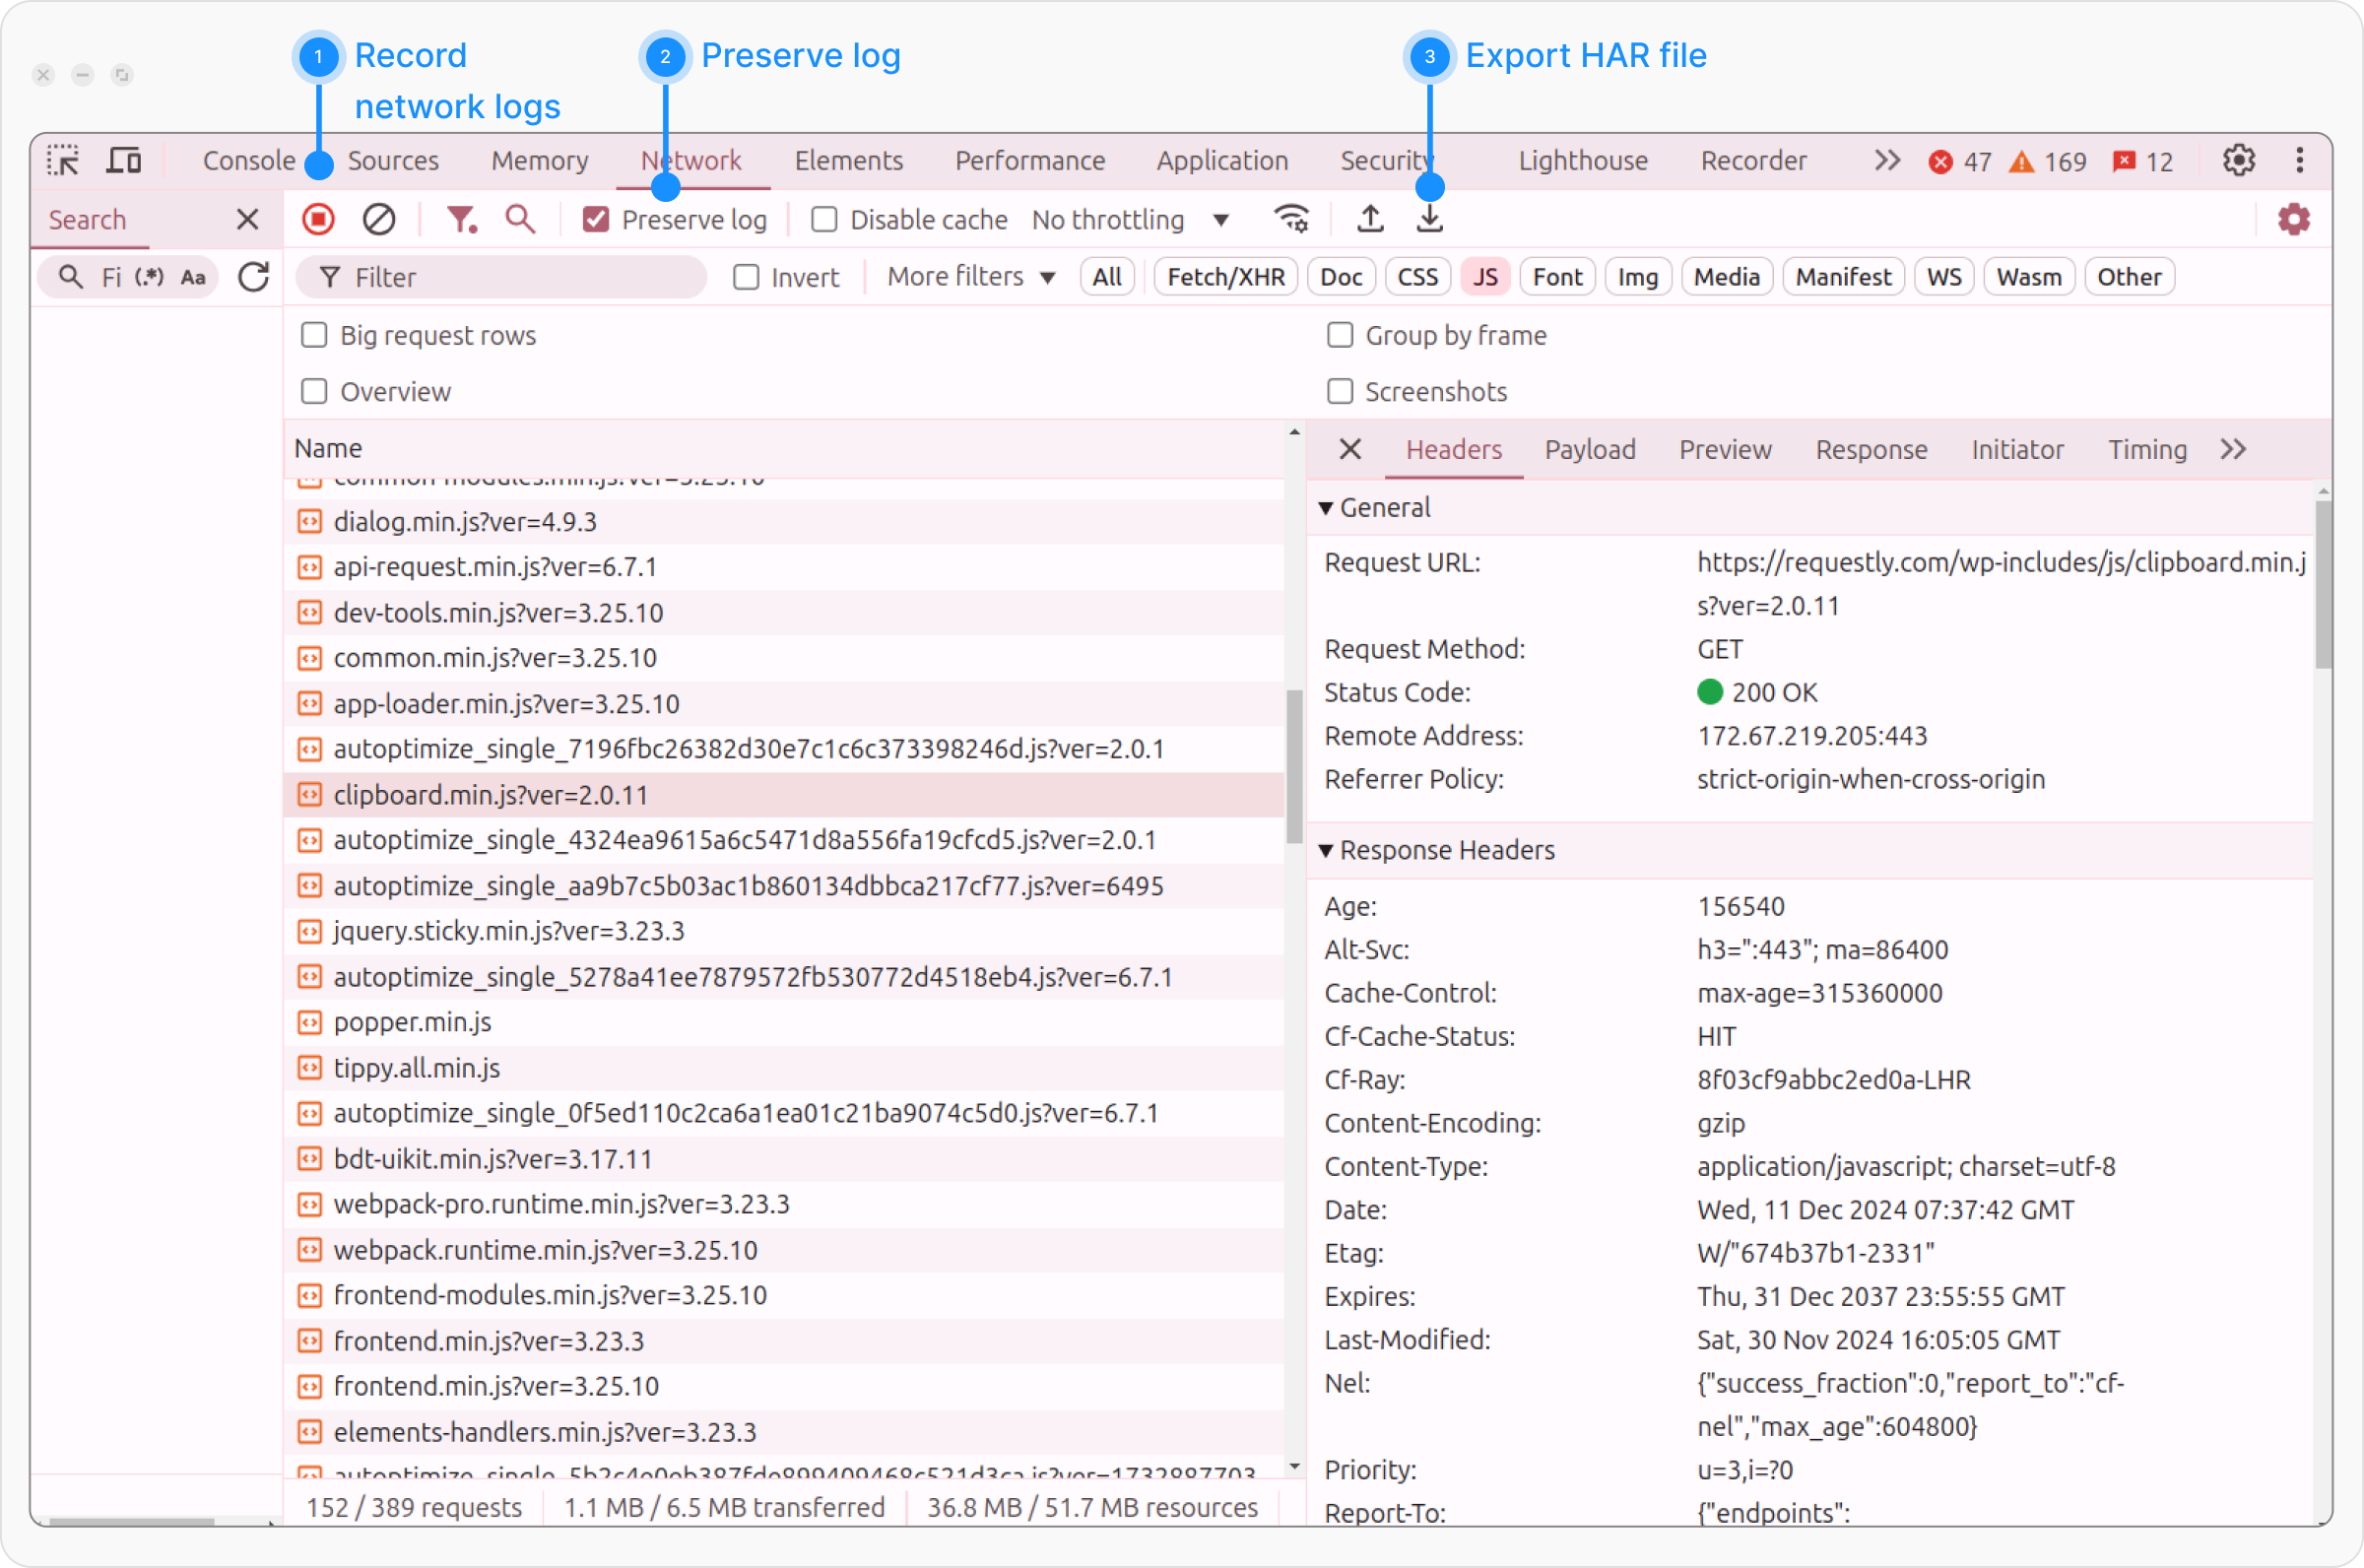 1 Record
network logs
2 Preserve log
3 Export HAR file
Console Sources Memory Network Elements Performance Application Security Lighthouse Recorder 47 169 12
Search
Preserve log Disable cache No throttling
Fi (.*) Aa
Filter Invert More filters All Fetch/XHR Doc CSS JS Font Img Media Manifest WS Wasm Other
Big request rows Group by frame
Overview Screenshots
Name
common-modules.min.js?ver=3.25.10
dialog.min.js?ver=4.9.3
api-request.min.js?ver=6.7.1
dev-tools.min.js?ver=3.25.10
common.min.js?ver=3.25.10
app-loader.min.js?ver=3.25.10
autoptimize_single_7196fbc26382d30e7c1c6c373398246d.js?ver=2.0.1
clipboard.min.js?ver=2.0.11
autoptimize_single_4324ea9615a6c5471d8a556fa19cfcd5.js?ver=2.0.1
autoptimize_single_aa9b7c5b03ac1b860134dbbca217cf77.js?ver=6495
jquery.sticky.min.js?ver=3.23.3
autoptimize_single_5278a41ee7879572fb530772d4518eb4.js?ver=6.7.1
popper.min.js
tippy.all.min.js
autoptimize_single_0f5ed110c2ca6a1ea01c21ba9074c5d0.js?ver=6.7.1
bdt-uikit.min.js?ver=3.17.11
webpack-pro.runtime.min.js?ver=3.23.3
webpack.runtime.min.js?ver=3.25.10
frontend-modules.min.js?ver=3.25.10
frontend.min.js?ver=3.23.3
frontend.min.js?ver=3.25.10
elements-handlers.min.js?ver=3.23.3
152 / 389 requests 1.1 MB / 6.5 MB transferred 36.8 MB / 51.7 MB resources
Headers Payload Preview Response Initiator Timing
General
Request URL: https://requestly.com/wp-includes/js/clipboard.min.j
s?ver=2.0.11
Request Method: GET
Status Code: 200 OK
Remote Address: 172.67.219.205:443
Referrer Policy: strict-origin-when-cross-origin
Response Headers
Age: 156540
Alt-Svc: h3=":443"; ma=86400
Cache-Control: max-age=315360000
Cf-Cache-Status: HIT
Cf-Ray: 8f03cf9abbc2ed0a-LHR
Content-Encoding: gzip
Content-Type: application/javascript; charset=utf-8
Date: Wed, 11 Dec 2024 07:37:42 GMT
Etag: W/"674b37b1-2331"
Expires: Thu, 31 Dec 2037 23:55:55 GMT
Last-Modified: Sat, 30 Nov 2024 16:05:05 GMT
Nel: {"success_fraction":0,"report_to":"cf-
nel","max_age":604800}
Priority: u=3,i=?0
Report-To: {"endpoints":